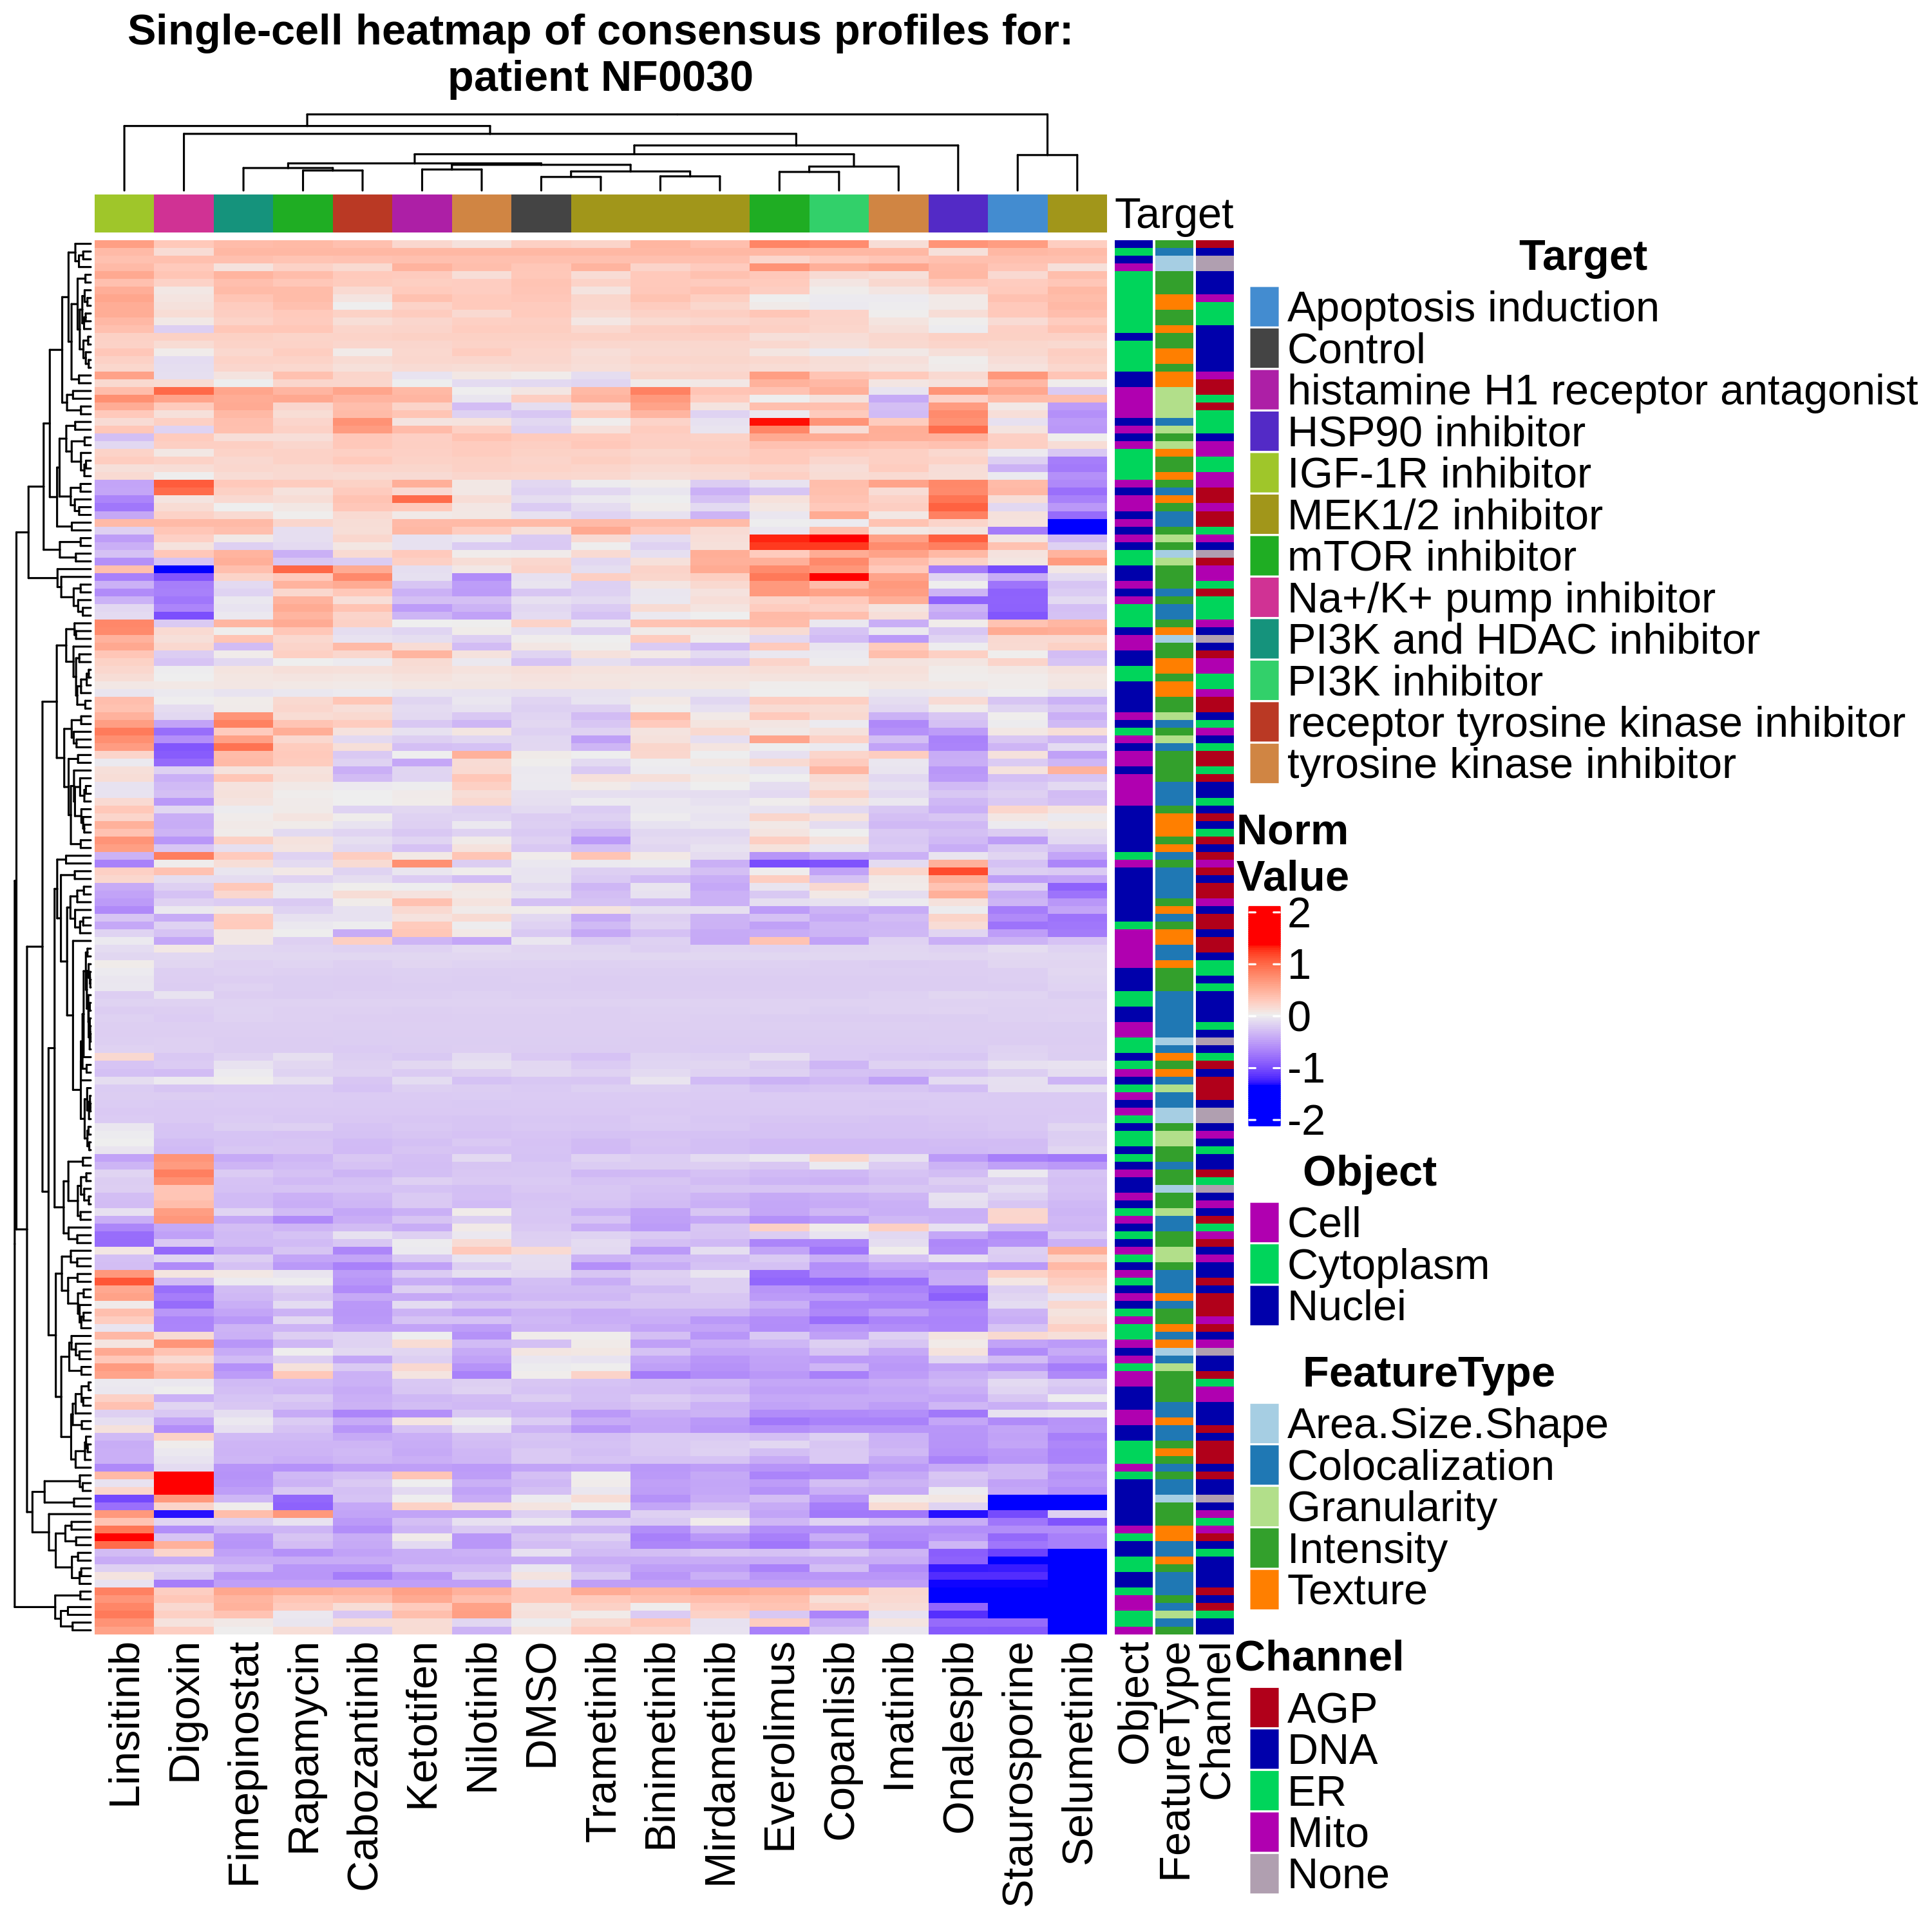 Single-cell heatmap of consensus profiles for:
patient NF0030
Target
Target
Apoptosis induction
Control
histamine H1 receptor antagonist
HSP90 inhibitor
IGF-1R inhibitor
MEK1/2 inhibitor
mTOR inhibitor
Na+/K+ pump inhibitor
PI3K and HDAC inhibitor
PI3K inhibitor
receptor tyrosine kinase inhibitor
tyrosine kinase inhibitor
Norm
Value
2
1
0
-1
-2
Object
Cell
Cytoplasm
Nuclei
FeatureType
Area.Size.Shape
Colocalization
Granularity
Intensity
Texture
Channel
AGP
DNA
ER
Mito
None
Linsitinib
Digoxin
Fimepinostat
Rapamycin
Cabozantinib
Ketotifen
Nilotinib
DMSO
Trametinib
Binimetinib
Mirdametinib
Everolimus
Copanlisib
Imatinib
Onalespib
Staurosporine
Selumetinib
Object
FeatureType
Channel